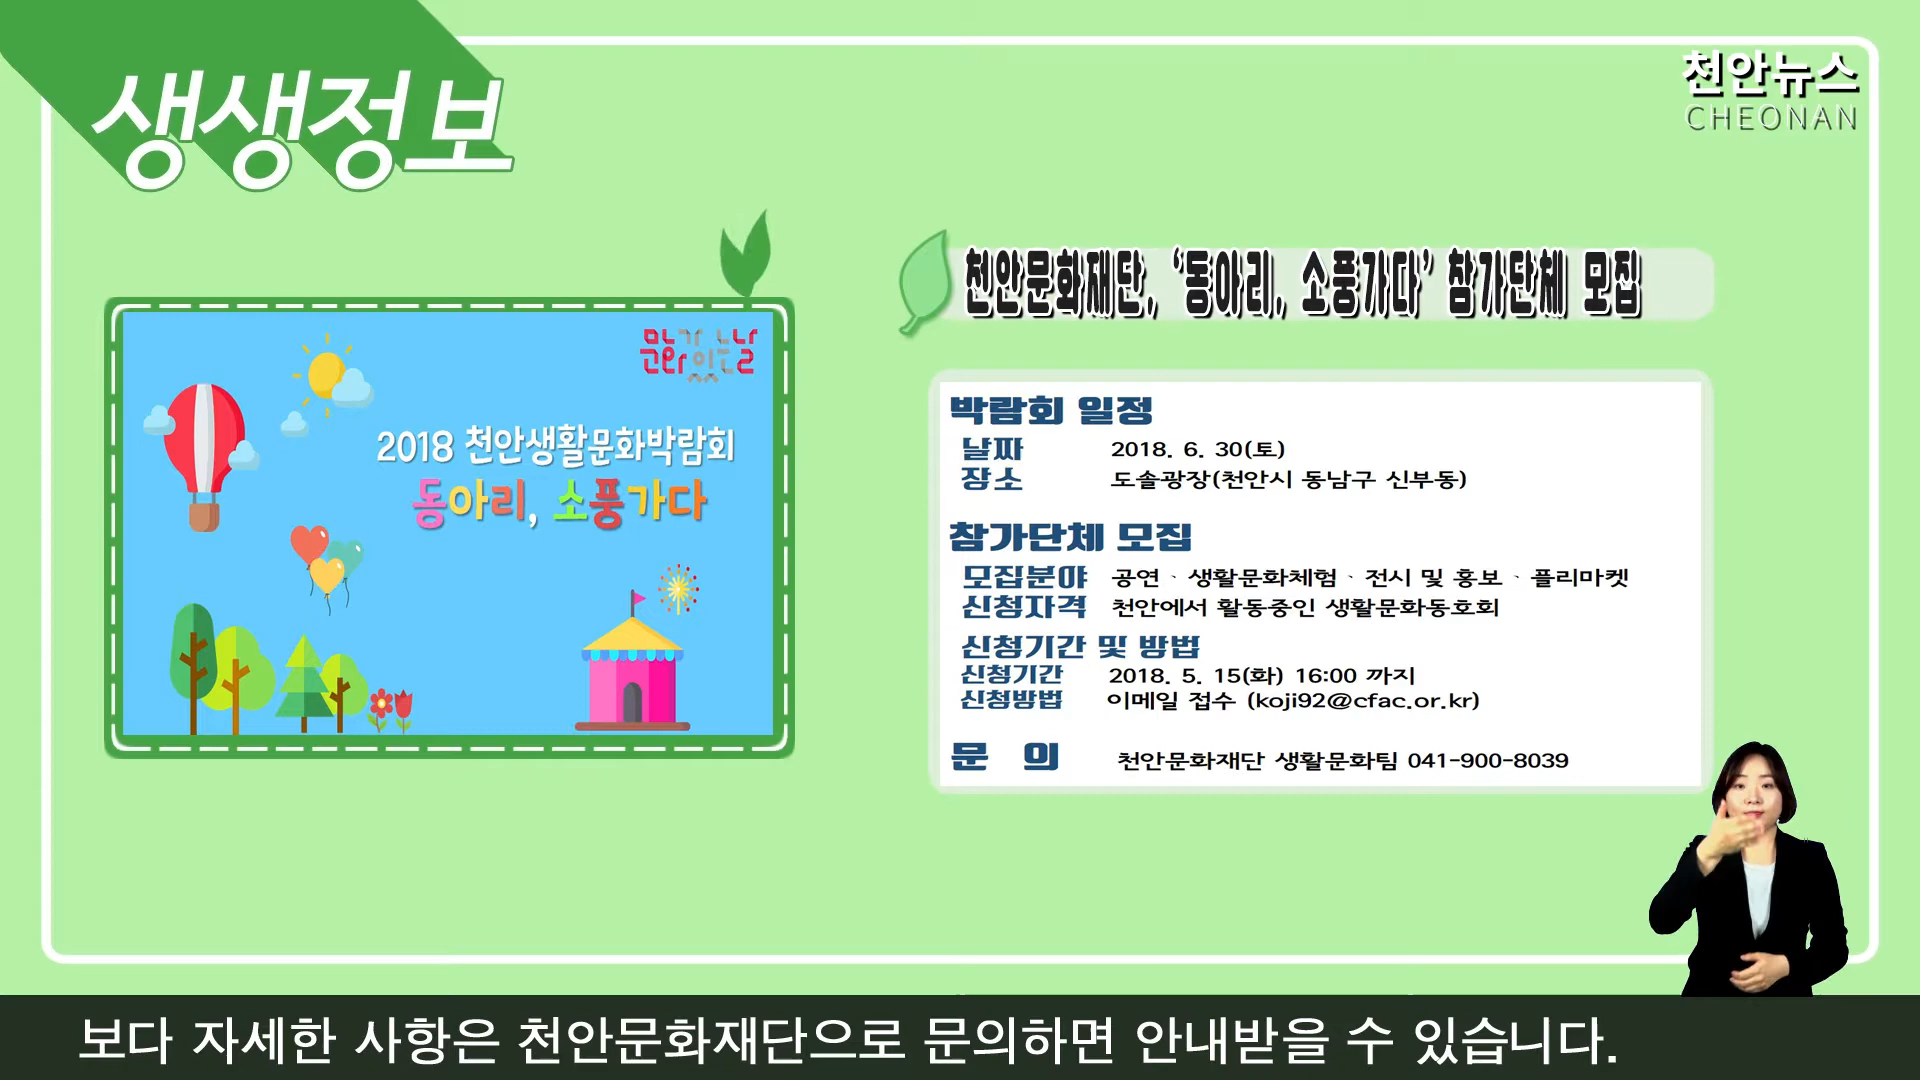 생생정보
천안뉴스
CHEONAN
천안문화재단, ‘동아리, 소풍가다’ 참가단체 모집
문화가 있는 날
2018 천안생활문화박람회
동아리, 소풍가다
박람회 일정
날짜 2018. 6. 30(토)
장소 도솔광장(천안시 동남구 신부동)
참가단체 모집
모집분야 공연ㆍ생활문화체험ㆍ전시 및 홍보ㆍ플리마켓
신청자격 천안에서 활동중인 생활문화동호회
신청기간 및 방법
신청기간 2018. 5. 15(화) 16:00 까지
신청방법 이메일 접수 (koji92@cfac.or.kr)
문 의 천안문화재단 생활문화팀 041-900-8039
보다 자세한 사항은 천안문화재단으로 문의하면 안내받을 수 있습니다.